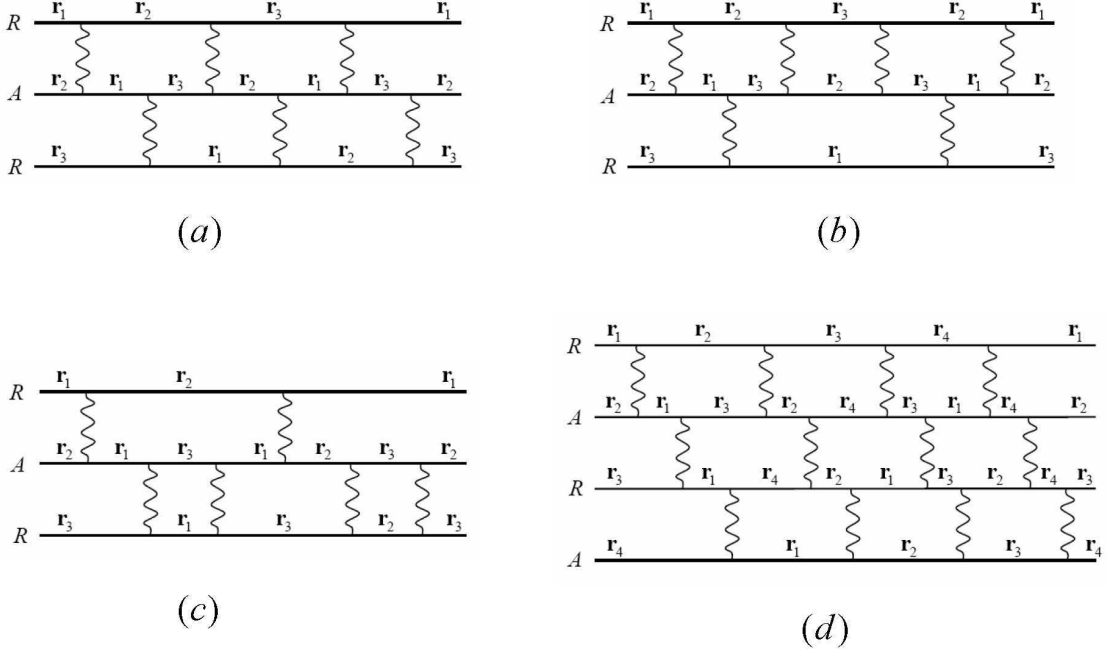 R r₁ r₂ r₃ r₁
A r₂ r₁ r₃ r₂ r₁ r₃ r₂
R r₃ r₁ r₂ r₃
(a)
R r₁ r₂ r₃ r₂ r₁
A r₂ r₁ r₃ r₂ r₃ r₁ r₂
R r₃ r₁ r₃
(b)
R r₁ r₂ r₁
A r₂ r₁ r₃ r₁ r₂ r₃ r₂
R r₃ r₁ r₃ r₂ r₃
(c)
R r₁ r₂ r₃ r₄ r₁
A r₂ r₁ r₃ r₂ r₄ r₃ r₁ r₄ r₂
R r₃ r₁ r₄ r₂ r₁ r₃ r₂ r₄ r₃
A r₄ r₁ r₂ r₃ r₄
(d)